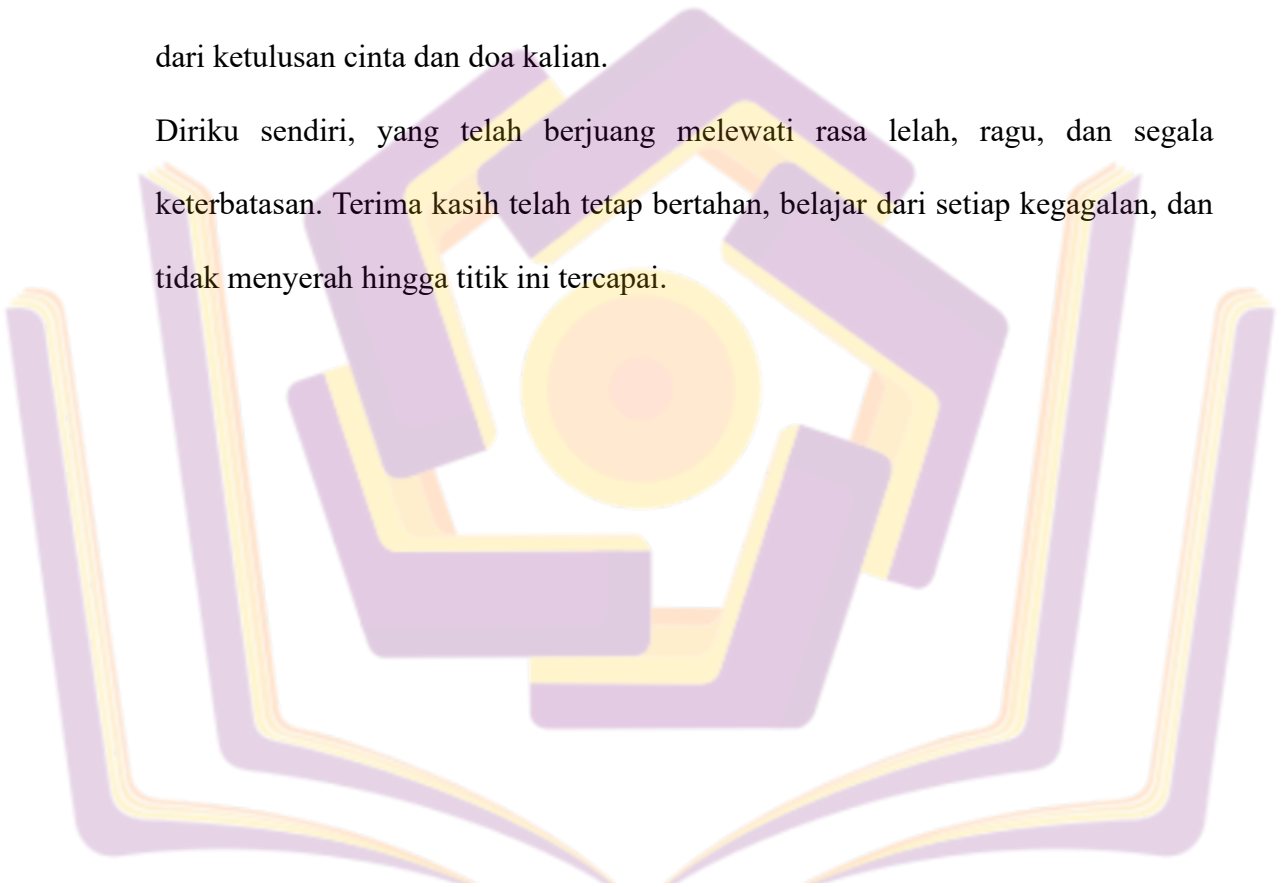 dari ketulusan cinta dan doa kalian.
Diriku sendiri, yang telah berjuang melewati rasa lelah, ragu, dan segala
keterbatasan. Terima kasih telah tetap bertahan, belajar dari setiap kegagalan, dan
tidak menyerah hingga titik ini tercapai.